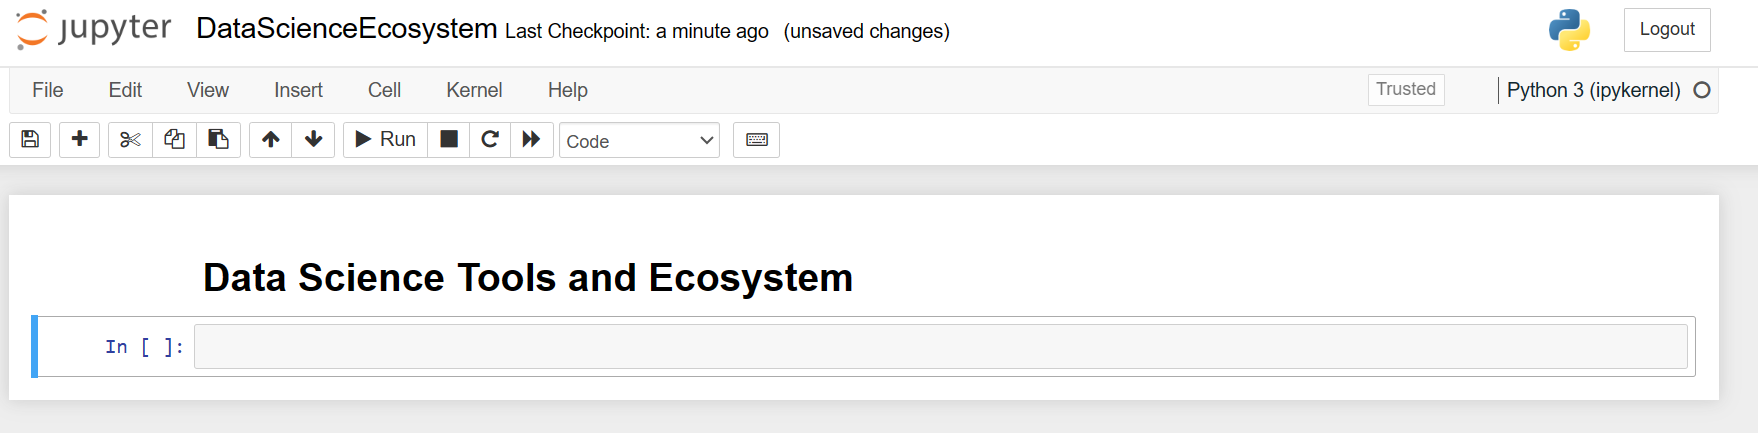 jupyter DataScienceEcosystem Last Checkpoint: a minute ago (unsaved changes) Logout
File Edit View Insert Cell Kernel Help Trusted Python 3 (ipykernel)
Run Code
Data Science Tools and Ecosystem
In [ ]: